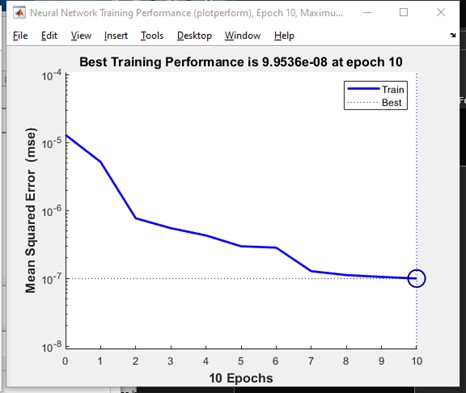 Neural Network Training Performance (plotperform), Epoch 10, Maximu...
File Edit View Insert Tools Desktop Window Help
Best Training Performance is 9.9536e-08 at epoch 10
Train
Best
Mean Squared Error (mse)
10^-4
10^-5
10^-6
10^-7
10^-8
0 1 2 3 4 5 6 7 8 9 10
10 Epochs